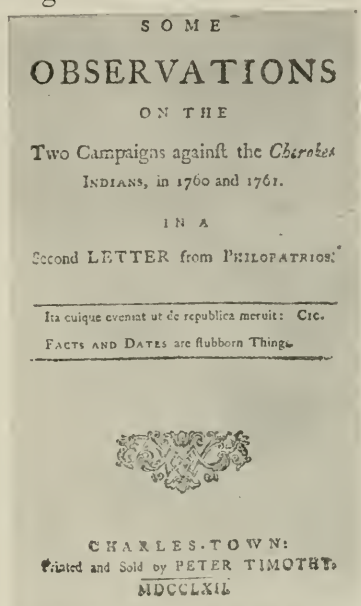 SOME
OBSERVATIONS
ON THE
Two Campaigns againſt the Cherokee
INDIANS, in 1760 and 1761.
IN A
Second LETTER from PHILOPATRIOS.
Ita cuique eveniat ut de republica meruit: CIC.
FACTS AND DATES are ſtubborn Things.
CHARLES-TOWN:
Printed and Sold by PETER TIMOTHY.
MDCCLXII.